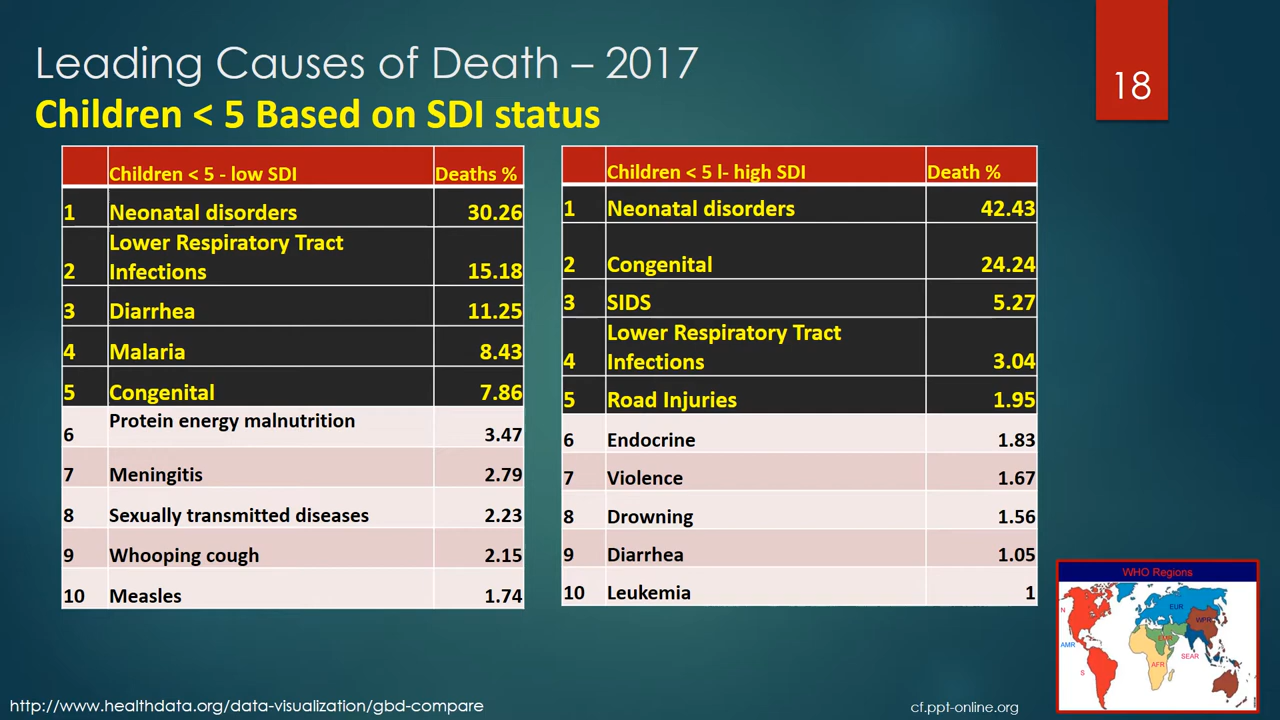 Leading Causes of Death – 2017
Children < 5 Based on SDI status
18
Children < 5 - low SDI Deaths %
1 Neonatal disorders 30.26
Lower Respiratory Tract
2 Infections 15.18
3 Diarrhea 11.25
4 Malaria 8.43
5 Congenital 7.86
Protein energy malnutrition
6 3.47
7 Meningitis 2.79
8 Sexually transmitted diseases 2.23
9 Whooping cough 2.15
10 Measles 1.74
Children < 5 l- high SDI Death %
1 Neonatal disorders 42.43
2 Congenital 24.24
3 SIDS 5.27
Lower Respiratory Tract
4 Infections 3.04
5 Road Injuries 1.95
6 Endocrine 1.83
7 Violence 1.67
8 Drowning 1.56
9 Diarrhea 1.05
10 Leukemia 1
WHO Regions
N
EUR
WPR
EMR
AMR
SEAR
AFR
S
http://www.healthdata.org/data-visualization/gbd-compare
cf.ppt-online.org